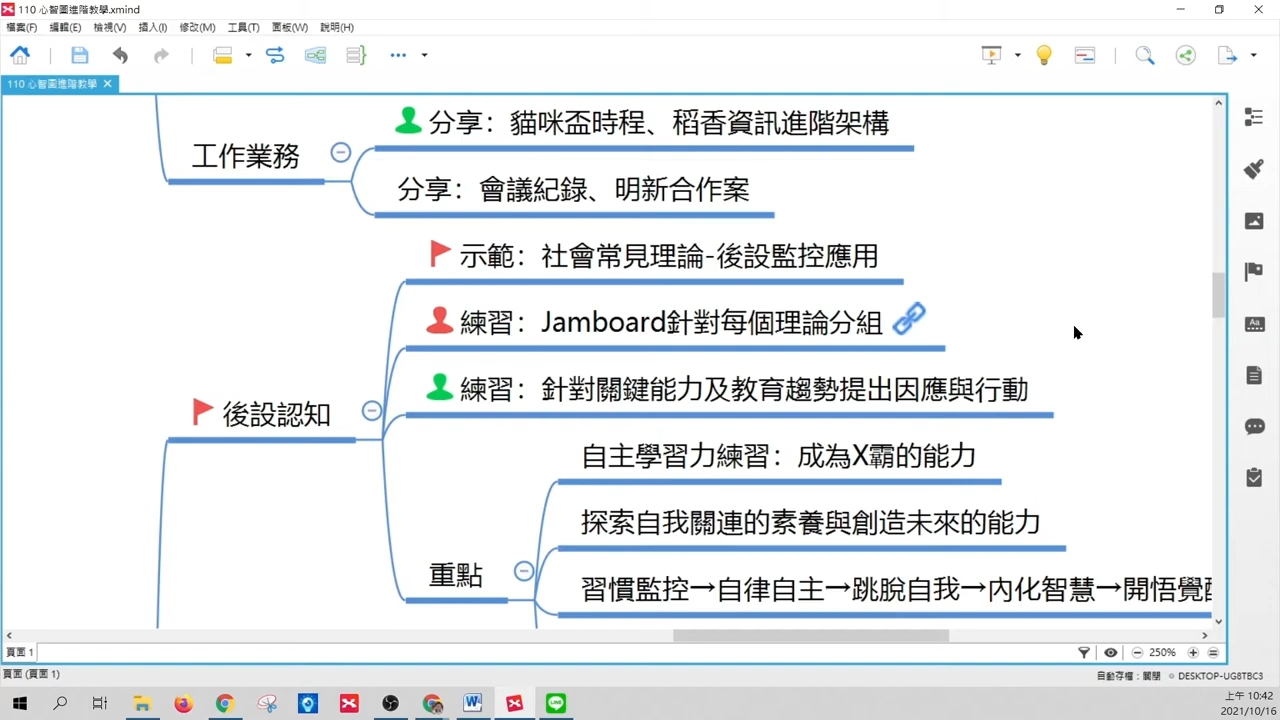 110 心智圖進階教學.xmind
檔案(F) 編輯(E) 檢視(V) 插入(I) 修改(M) 工具(T) 面板(W) 說明(H)
110 心智圖進階教學
分享：貓咪盃時程、稻香資訊進階架構
工作業務
分享：會議紀錄、明新合作案
示範：社會常見理論-後設監控應用
練習：Jamboard針對每個理論分組
練習：針對關鍵能力及教育趨勢提出因應與行動
後設認知
自主學習力練習：成為X霸的能力
探索自我關連的素養與創造未來的能力
重點
習慣監控→自律自主→跳脫自我→內化智慧→開悟覺
頁面 1
250%
頁面 (頁面 1)
自動存檔：關閉
DESKTOP-UG8TBC3
上午 10:42
2021/10/16